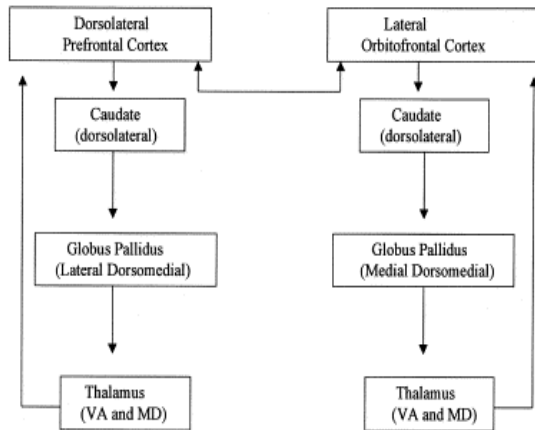 Dorsolateral
Prefrontal Cortex
Lateral
Orbitofrontal Cortex
Caudate
(dorsolateral)
Caudate
(dorsolateral)
Globus Pallidus
(Lateral Dorsomedial)
Globus Pallidus
(Medial Dorsomedial)
Thalamus
(VA and MD)
Thalamus
(VA and MD)